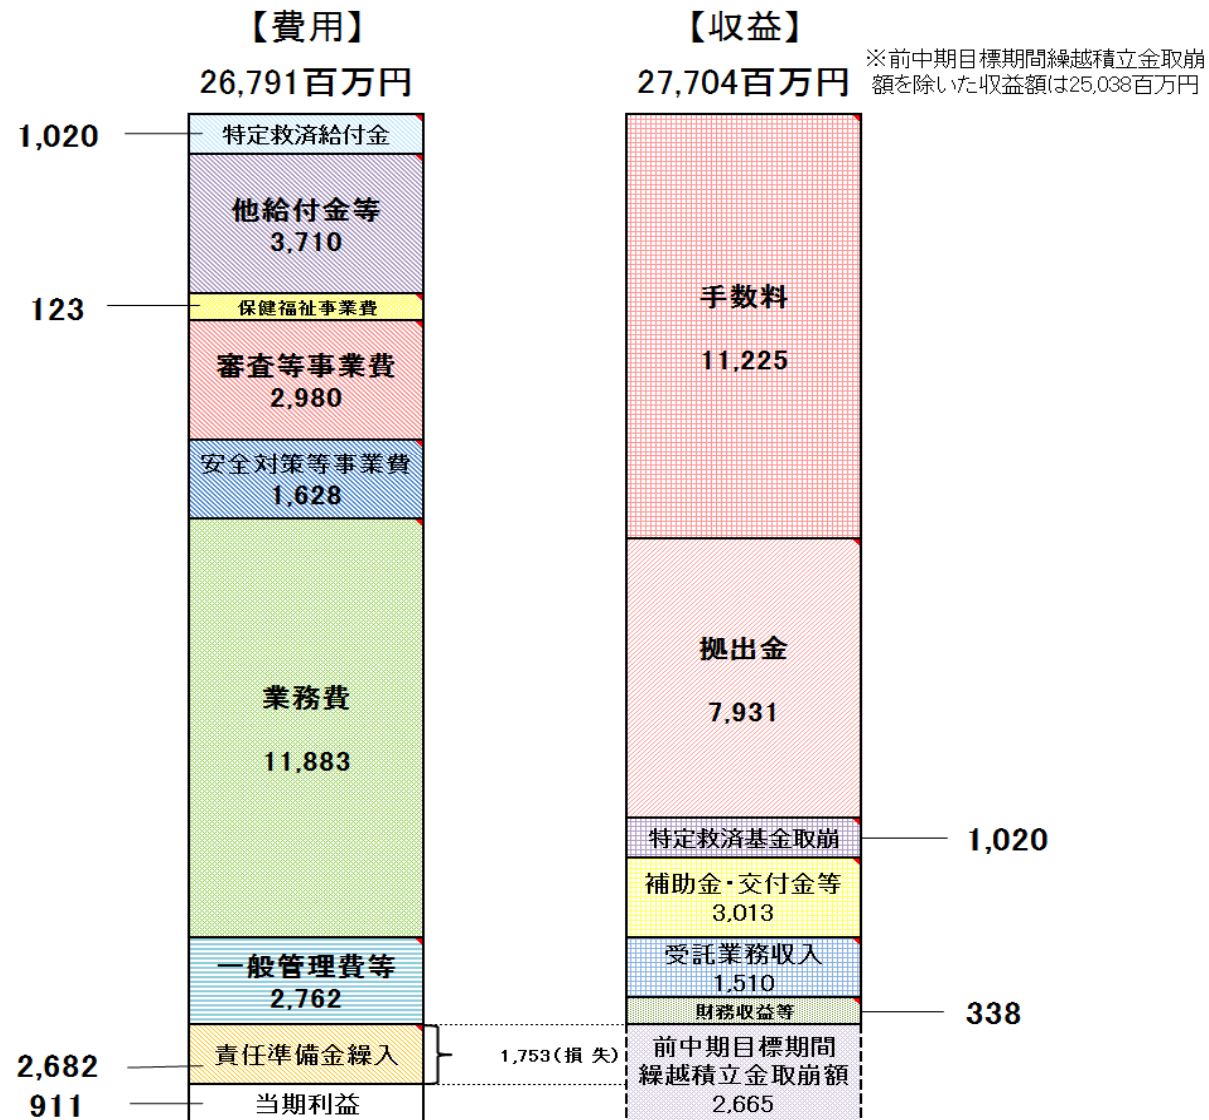 【費用】
26,791百万円
1,020
特定救済給付金
他給付金等
3,710
123
保健福祉事業費
審査等事業費
2,980
安全対策等事業費
1,628
業務費
11,883
一般管理費等
2,762
2,682
責任準備金繰入
911
当期利益
1,753(損 失)
【収益】
27,704百万円
※前中期目標期間繰越積立金取崩
額を除いた収益額は25,038百万円
手数料
11,225
拠出金
7,931
特定救済基金取崩
1,020
補助金・交付金等
3,013
受託業務収入
1,510
財務収益等
338
前中期目標期間
繰越積立金取崩額
2,665